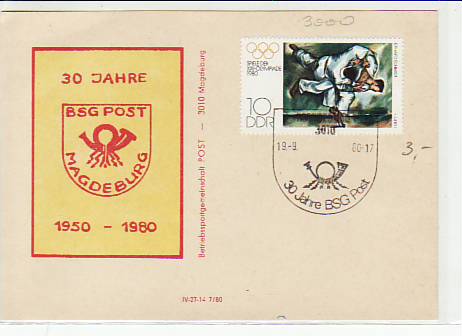 30 JAHRE
BSG POST
MAGDEBURG
1950 - 1980
Betriebssportgemeinschaft POST — 3010 Magdeburg
IV-27-14 7/80
3000
SPIELE DER
XXII. OLYMPIADE
1980
10
DDR
3010
19.-9. 80-17
30 Jahre BSG Post
3,-